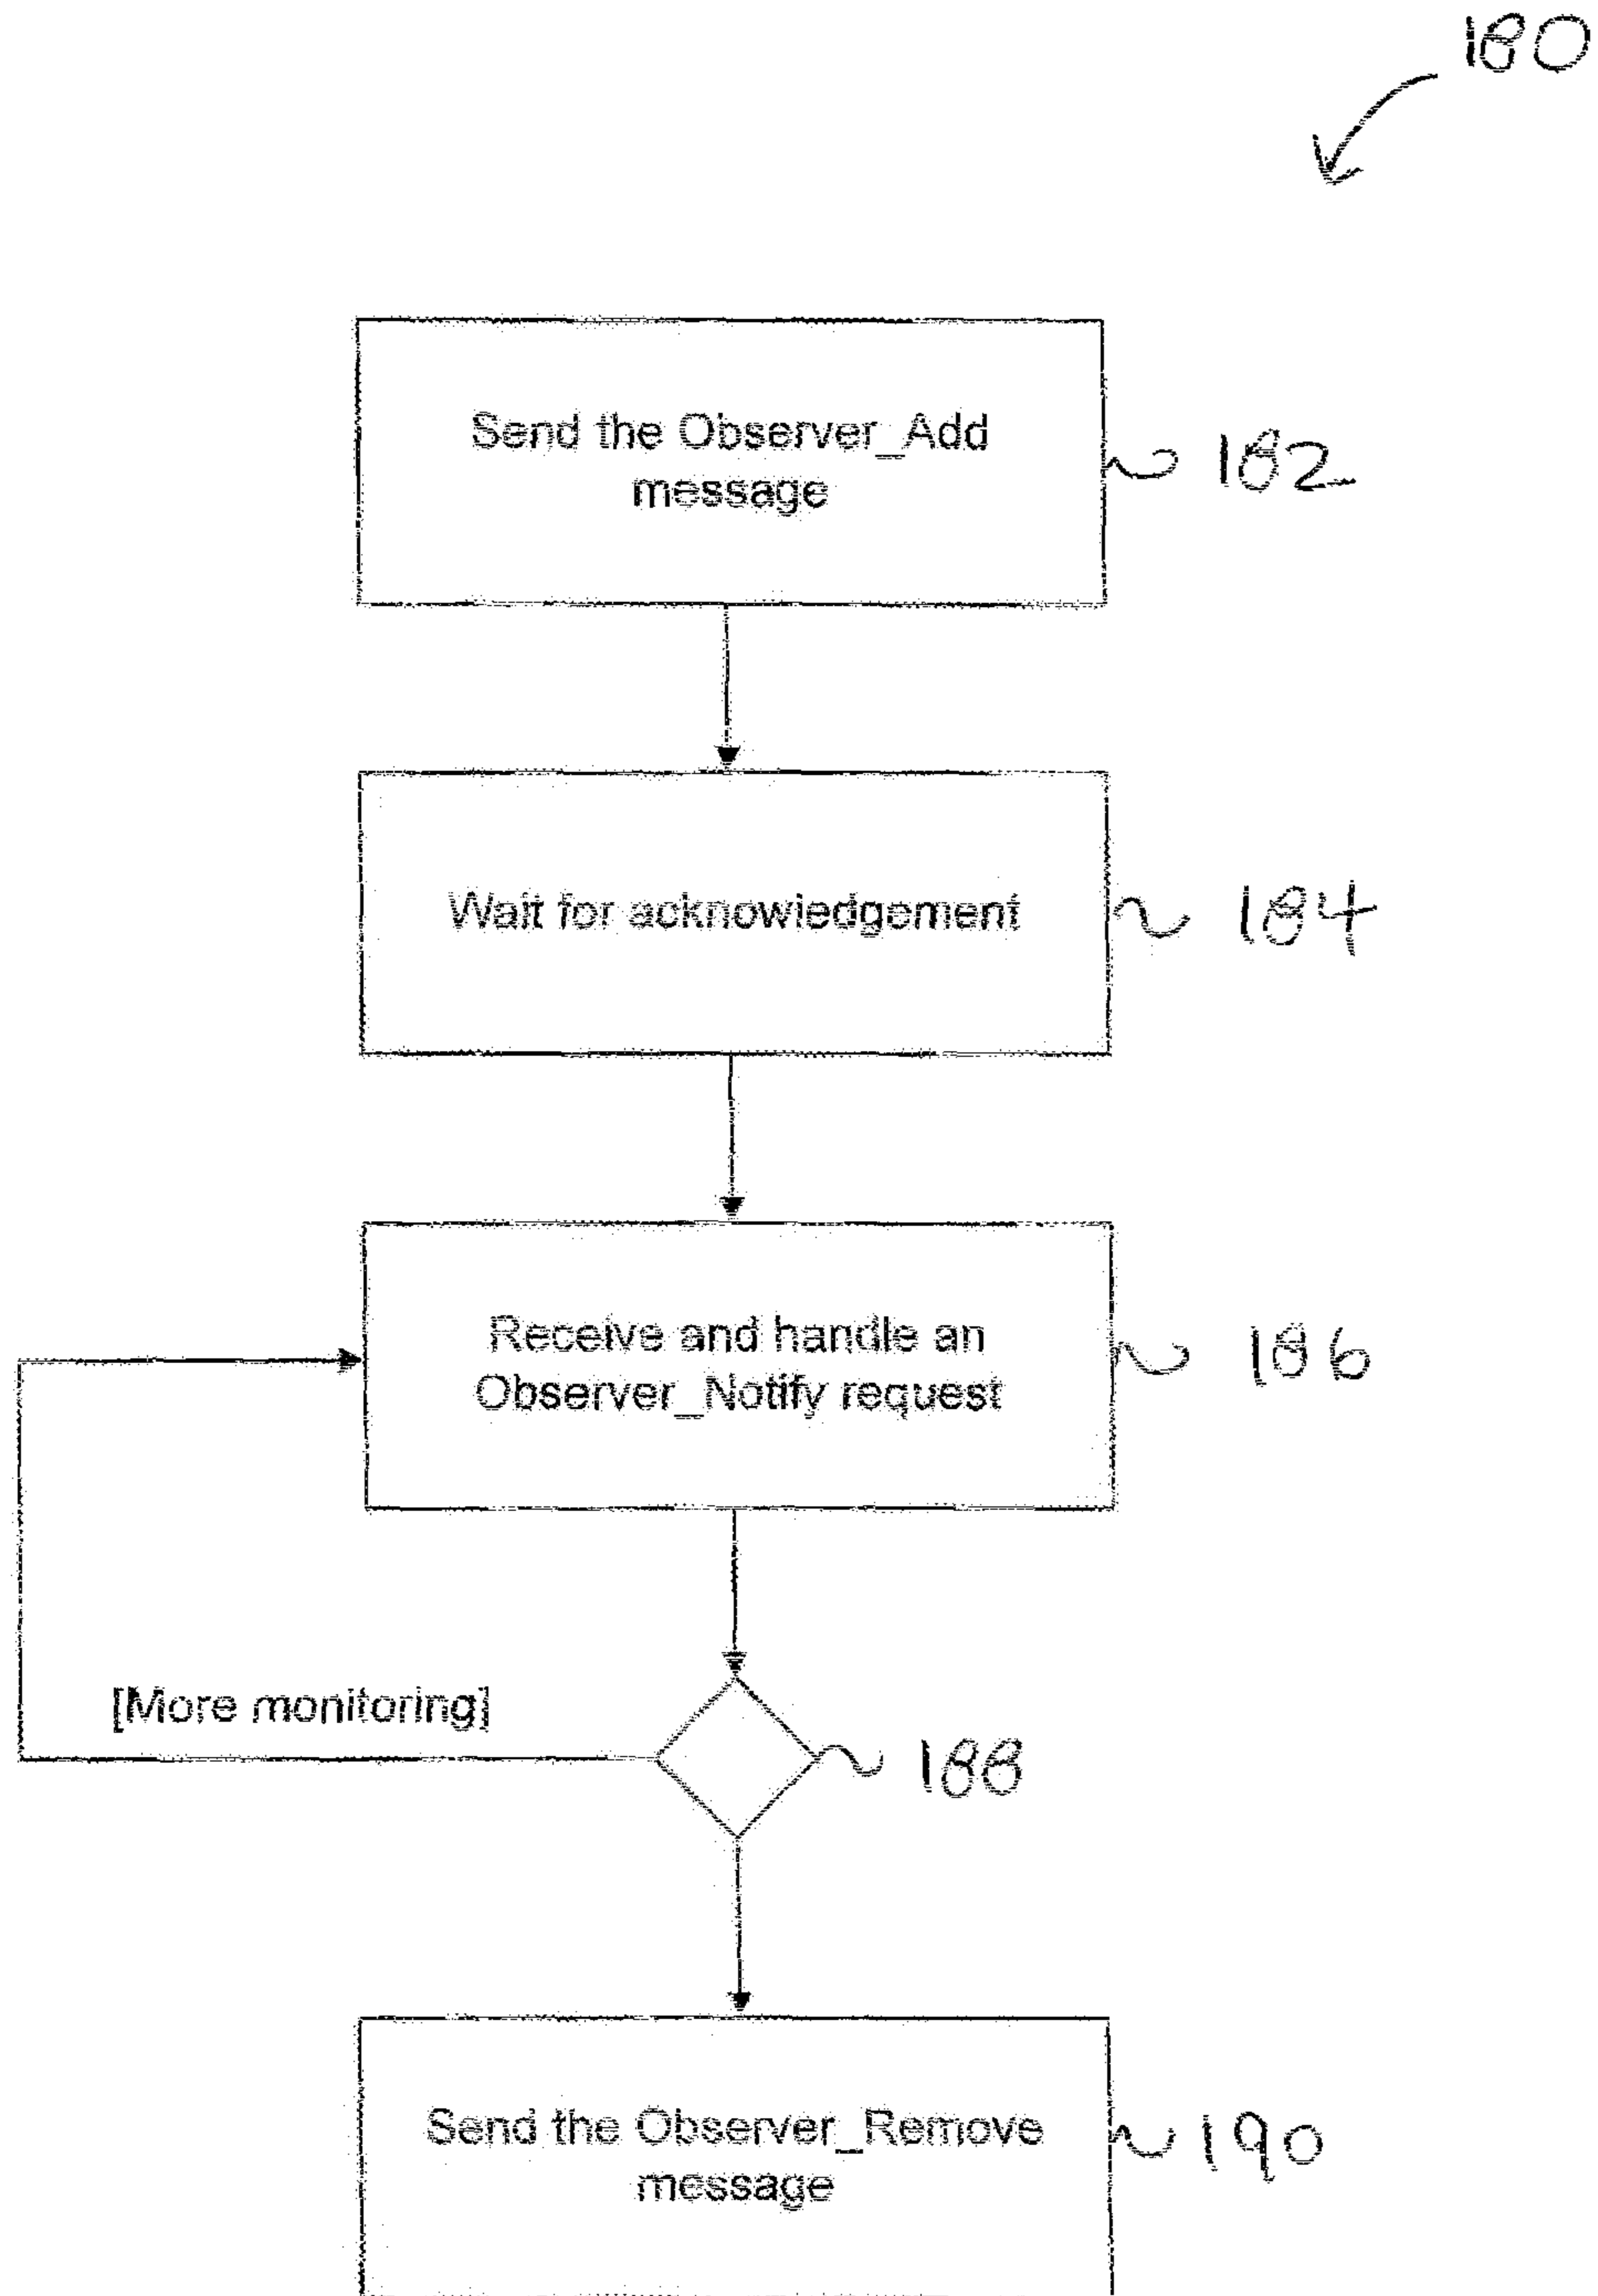 180
Send the Observer_Add
message
182
Wait for acknowledgement
184
Receive and handle an
Observer_Notify request
186
[More monitoring]
188
Send the Observer_Remove
message
190